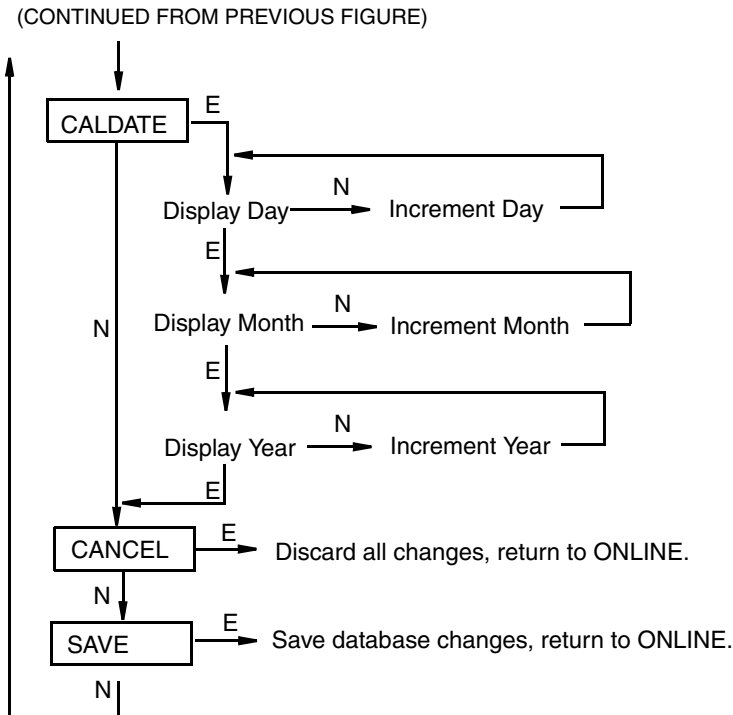 (CONTINUED FROM PREVIOUS FIGURE)
E
CALDATE
N
Display Day
Increment Day
E
N
Display Month
Increment Month
N
E
N
Display Year
Increment Year
E
E
CANCEL
Discard all changes, return to ONLINE.
N
E
SAVE
Save database changes, return to ONLINE.
N